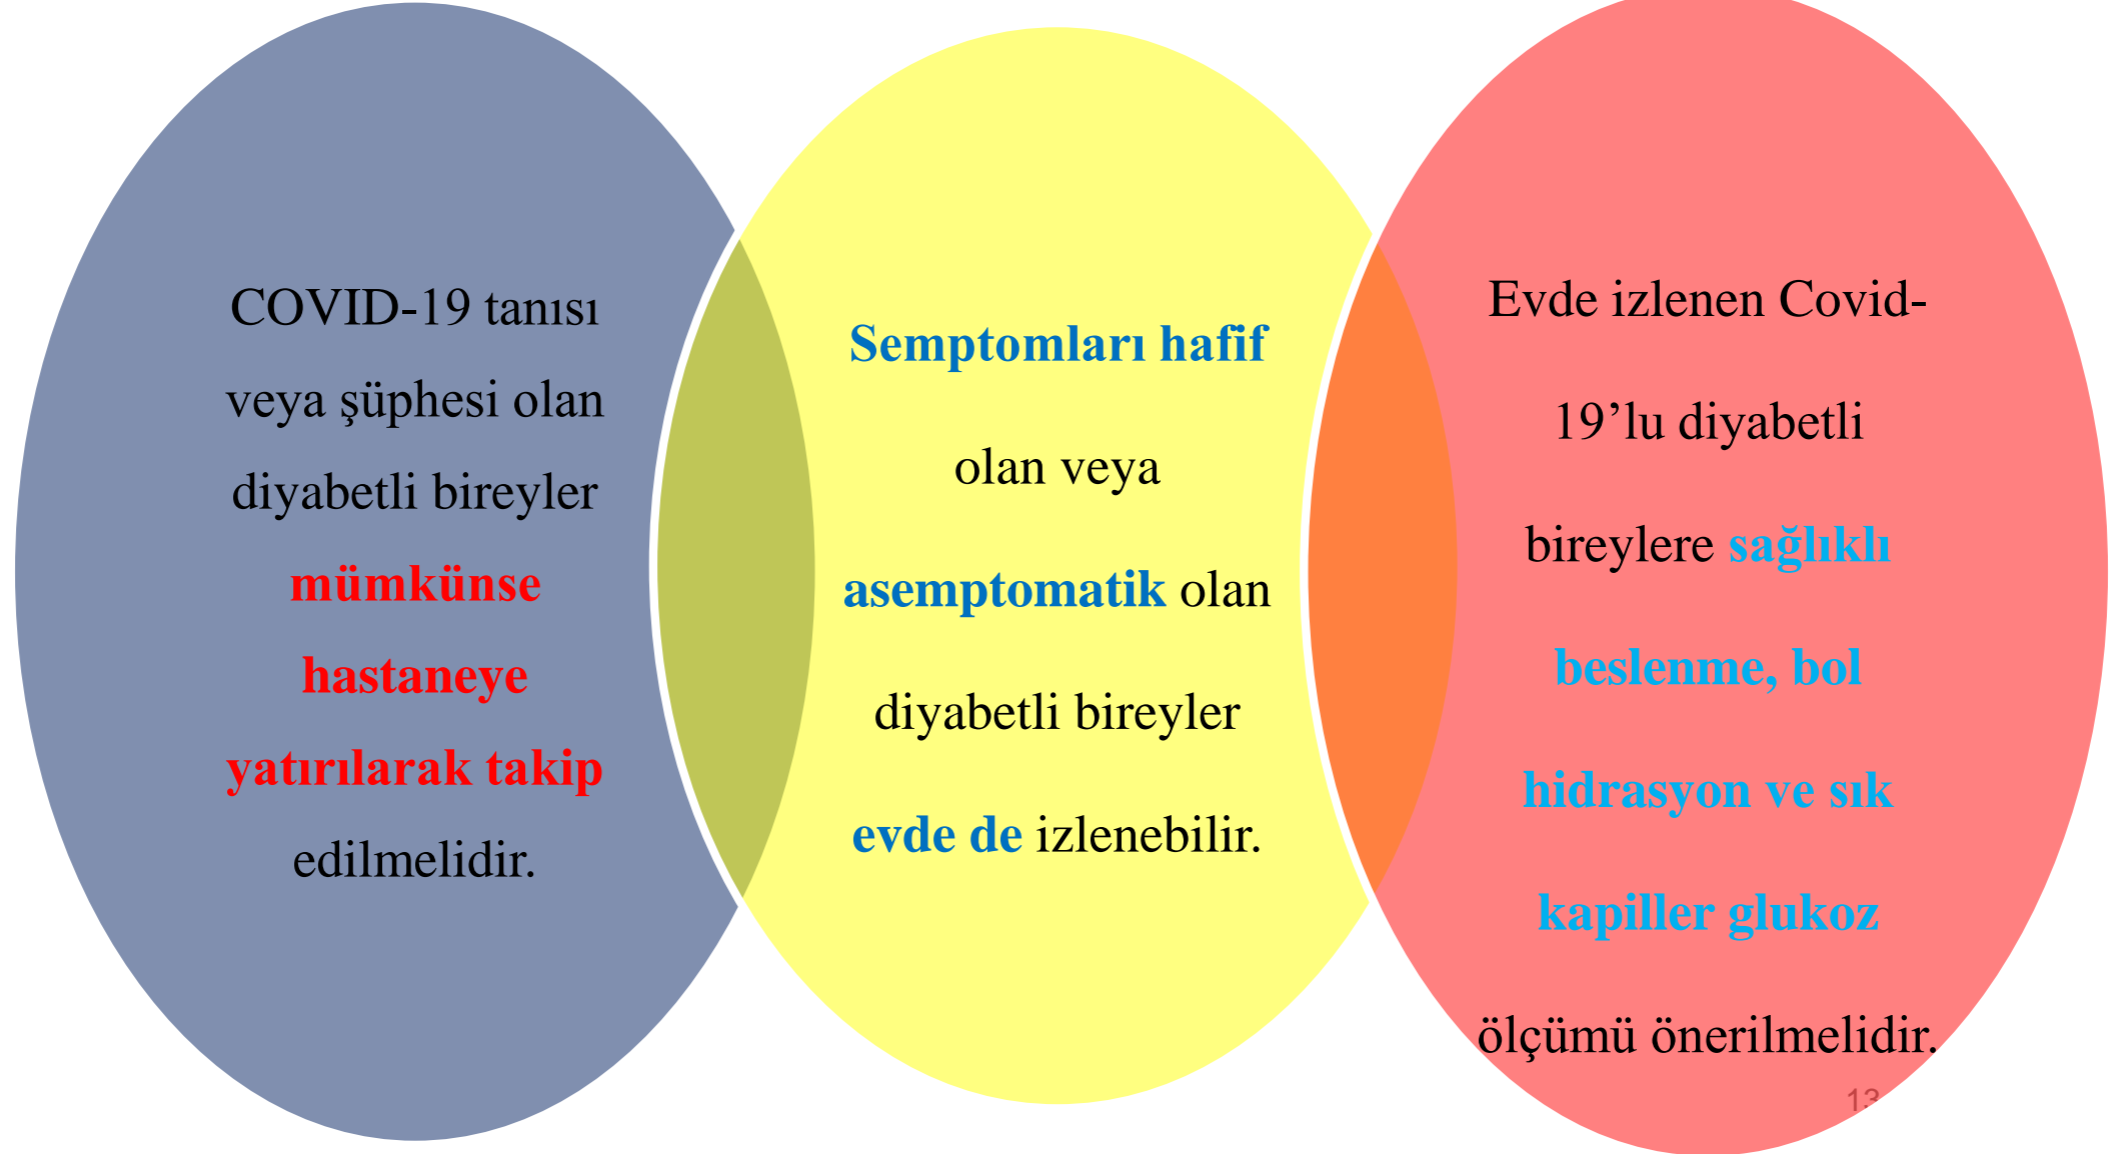 COVID-19 tanısı
veya şüphesi olan
diyabetli bireyler
mümkünse
hastaneye
yatırılarak takip
edilmelidir.
Semptomları hafif
olan veya
asemptomatik olan
diyabetli bireyler
evde de izlenebilir.
Evde izlenen Covid-
19’lu diyabetli
bireylere sağlıklı
beslenme, bol
hidrasyon ve sık
kapiller glukoz
ölçümü önerilmelidir.
13